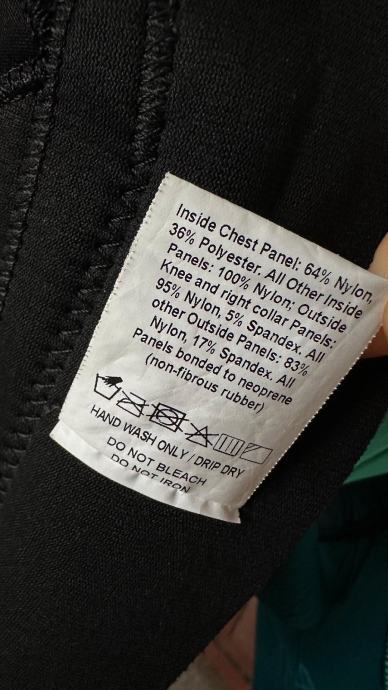 Inside Chest Panel: 64% Nylon,
36% Polyester. All Other Inside
Panels: 100% Nylon: Outside
Knee and right collar Panels:
95% Nylon, 5% Spandex. All
other Outside Panels: 83%
Nylon, 17% Spandex. All
Panels bonded to neoprene
(non-fibrous rubber)
HAND WASH ONLY / DRIP DRY
DO NOT BLEACH
DO NOT IRON